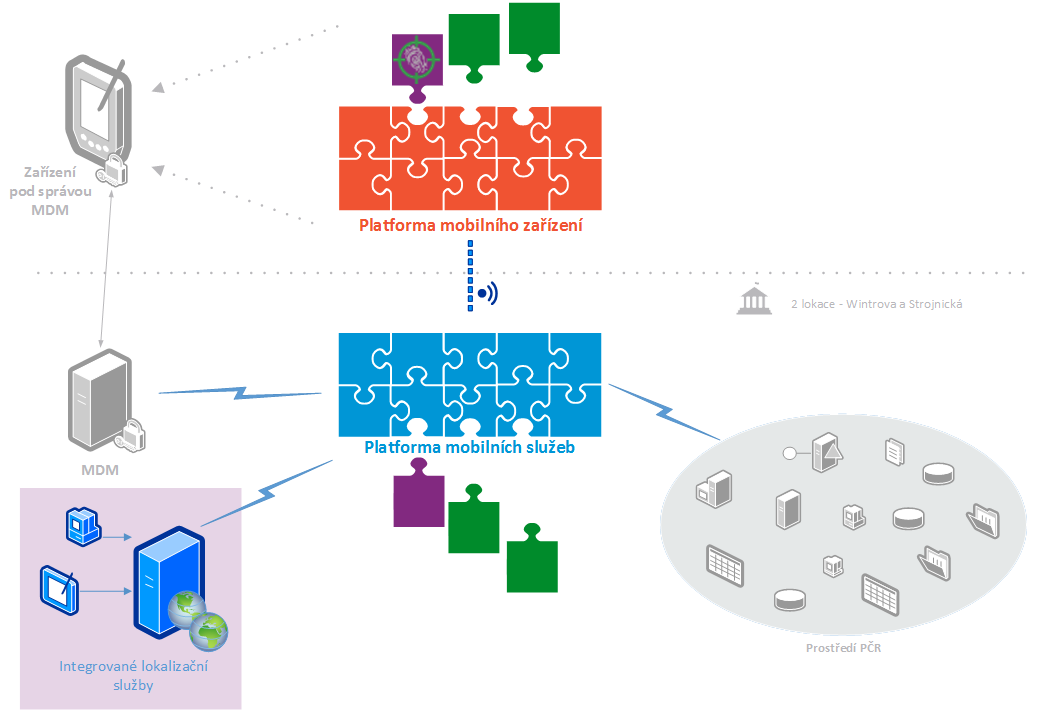 Zařízení
pod správou
MDM
Platforma mobilního zařízení
2 lokace - Wintrova a Strojnická
Platforma mobilních služeb
MDM
Integrované lokalizační
služby
Prostředí PČR